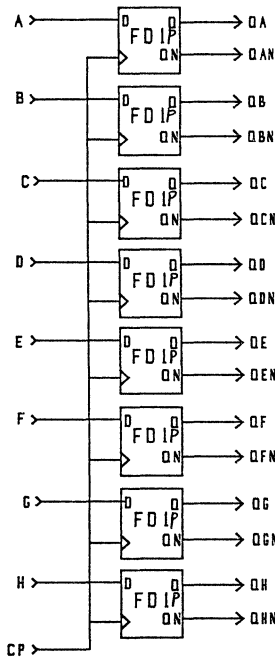 A D Q QA
FD1P
QN QAN
B D Q QB
FD1P
QN QBN
C D Q QC
FD1P
QN QCN
D D Q QD
FD1P
QN QDN
E D Q QE
FD1P
QN QEN
F D Q QF
FD1P
QN QFN
G D Q QG
FD1P
QN QGN
H D Q QH
FD1P
QN QHN
CP